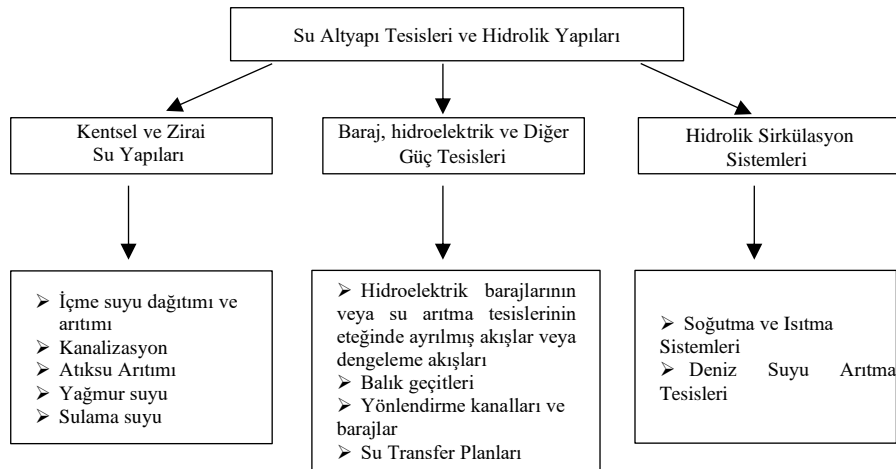 Su Altyapı Tesisleri ve Hidrolik Yapıları
Kentsel ve Zirai
Su Yapıları
Baraj, hidroelektrik ve Diğer
Güç Tesisleri
Hidrolik Sirkülasyon
Sistemleri
➢ İçme suyu dağıtımı ve
arıtımı
➢ Kanalizasyon
➢ Atıksu Arıtımı
➢ Yağmur suyu
➢ Sulama suyu
➢ Hidroelektrik barajlarının
veya su arıtma tesislerinin
eteğinde ayrılmış akışlar veya
dengeleme akışları
➢ Balık geçitleri
➢ Yönlendirme kanalları ve
barajlar
➢ Su Transfer Planları
➢ Soğutma ve Isıtma
Sistemleri
➢ Deniz Suyu Arıtma
Tesisleri